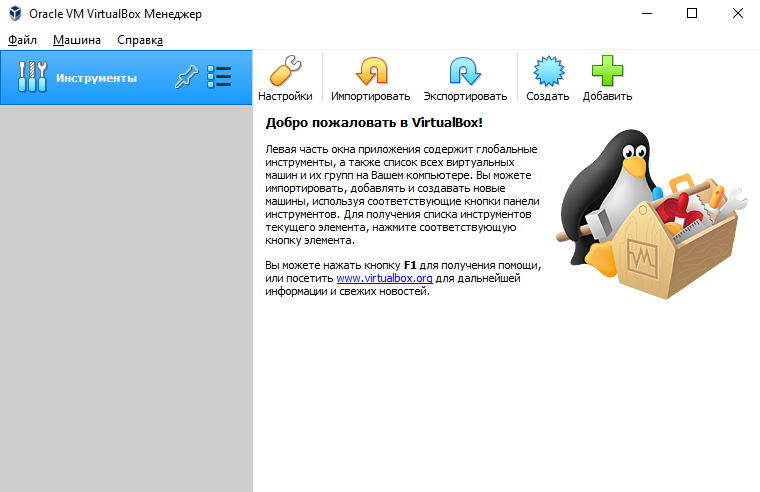 Oracle VM VirtualBox Менеджер
Файл Машина Справка
Инструменты
Настройки Импортировать Экспортировать Создать Добавить
Добро пожаловать в VirtualBox!
Левая часть окна приложения содержит глобальные
инструменты, а также список всех виртуальных
машин и их групп на Вашем компьютере. Вы можете
импортировать, добавлять и создавать новые
машины, используя соответствующие кнопки панели
инструментов. Для получения списка инструментов
текущего элемента, нажмите соответствующую
кнопку элемента.
Вы можете нажать кнопку F1 для получения помощи,
или посетить www.virtualbox.org для дальнейшей
информации и свежих новостей.